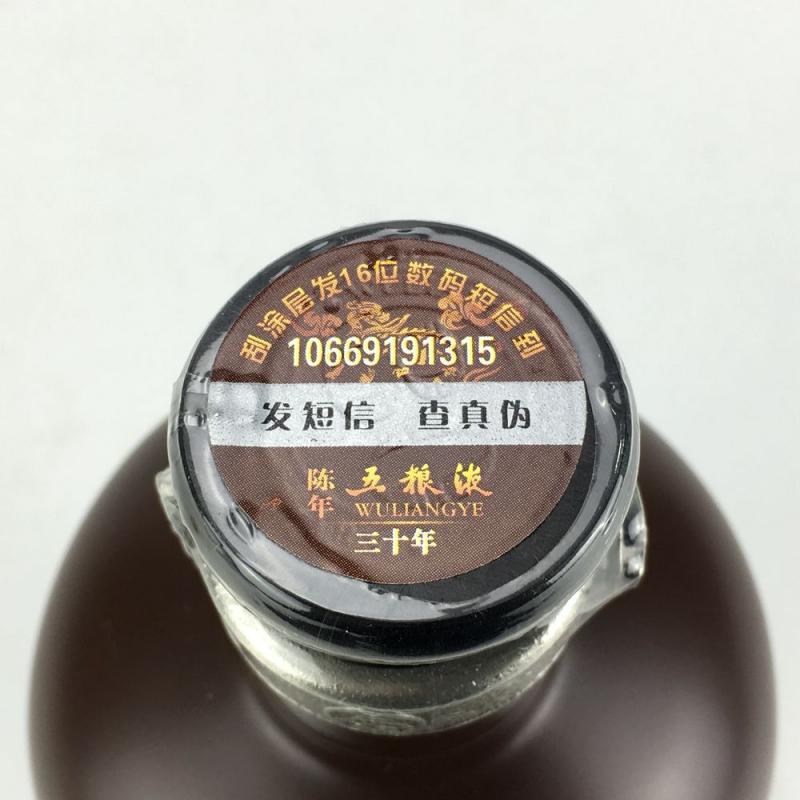 刮涂层发16位数码短信到
10669191315
发短信 查真伪
陈年 五粮液
WULIANGYE
三十年